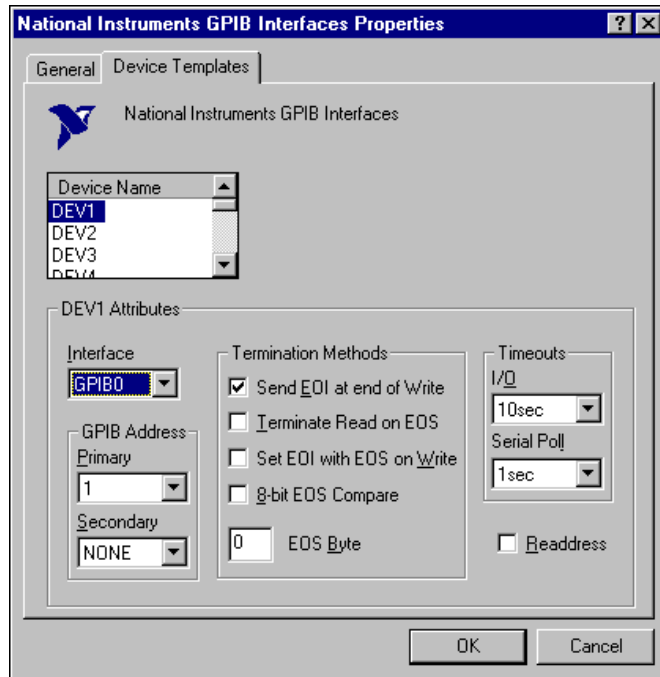 National Instruments GPIB Interfaces Properties
General
Device Templates
National Instruments GPIB Interfaces
Device Name
DEV1
DEV2
DEV3
DEV4
DEV1 Attributes
Interface
GPIB0
GPIB Address
Primary
1
Secondary
NONE
Termination Methods
Send EOI at end of Write
Terminate Read on EOS
Set EOI with EOS on Write
8-bit EOS Compare
0 EOS Byte
Timeouts
I/O
10sec
Serial Poll
1sec
Readdress
OK
Cancel